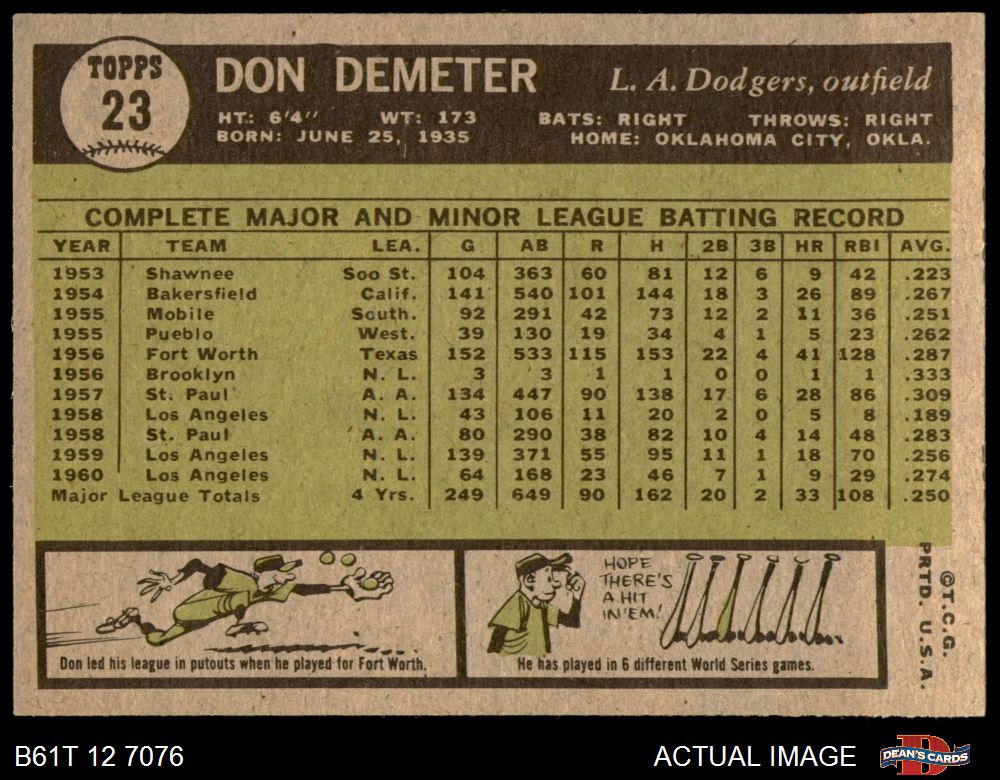 TOPPS
23
DON DEMETER
L. A. Dodgers, outfield
HT.: 6'4" WT: 173 BATS: RIGHT THROWS: RIGHT
BORN: JUNE 25, 1935 HOME: OKLAHOMA CITY, OKLA.
COMPLETE MAJOR AND MINOR LEAGUE BATTING RECORD
YEAR TEAM LEA. G AB R H 2B 3B HR RBI AVG.
1953 Shawnee Soo St. 104 363 60 81 12 6 9 42 .223
1954 Bakersfield Calif. 141 540 101 144 18 3 26 89 .267
1955 Mobile South. 92 291 42 73 12 2 11 36 .251
1955 Pueblo West. 39 130 19 34 4 1 5 23 .262
1956 Fort Worth Texas 152 533 115 153 22 4 41 128 .287
1956 Brooklyn N. L. 3 3 1 1 0 0 1 1 .333
1957 St. Paul A. A. 134 447 90 138 17 6 28 86 .309
1958 Los Angeles N. L. 43 106 11 20 2 0 5 8 .189
1958 St. Paul A. A. 80 290 38 82 10 4 14 48 .283
1959 Los Angeles N. L. 139 371 55 95 11 1 18 70 .256
1960 Los Angeles N. L. 64 168 23 46 7 1 9 29 .274
Major League Totals 4 Yrs. 249 649 90 162 20 2 33 108 .250
Don led his league in putouts when he played for Fort Worth.
HOPE
THERE'S
A HIT
IN 'EM!
He has played in 6 different World Series games.
©T.C.G.
PRTD. U.S.A.
B61T 12 7076
ACTUAL IMAGE
DEAN'S CARDS